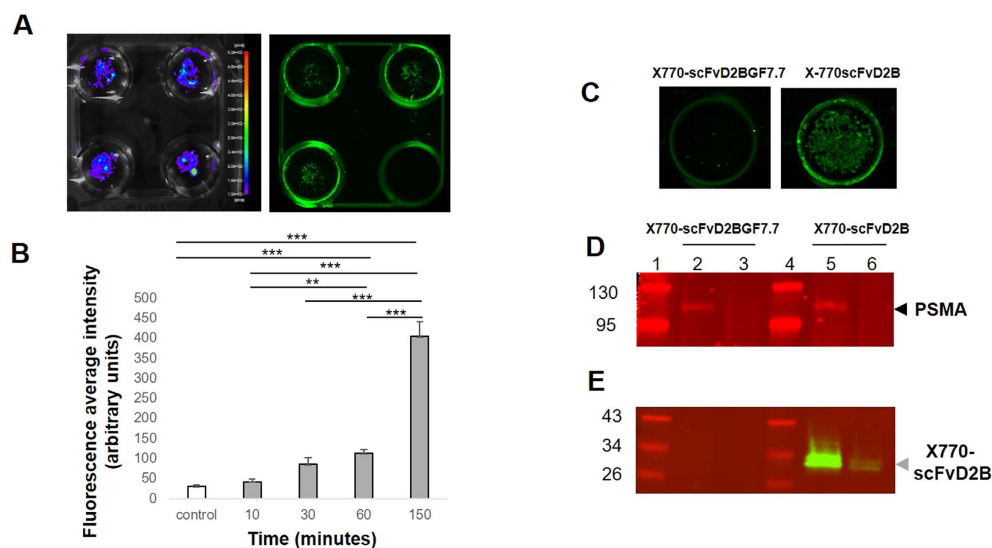 A
B
Fluorescence average intensity
(arbitrary units)
***
***
***
**
***
***
500
450
400
350
300
250
200
150
100
50
0
control 10 30 60 150
Time (minutes)
C
X770-scFvD2BGF7.7 X-770scFvD2B
D
X770-scFvD2BGF7.7 X770-scFvD2B
1 2 3 4 5 6
130
95
PSMA
E
43
34
26
X770-
scFvD2B